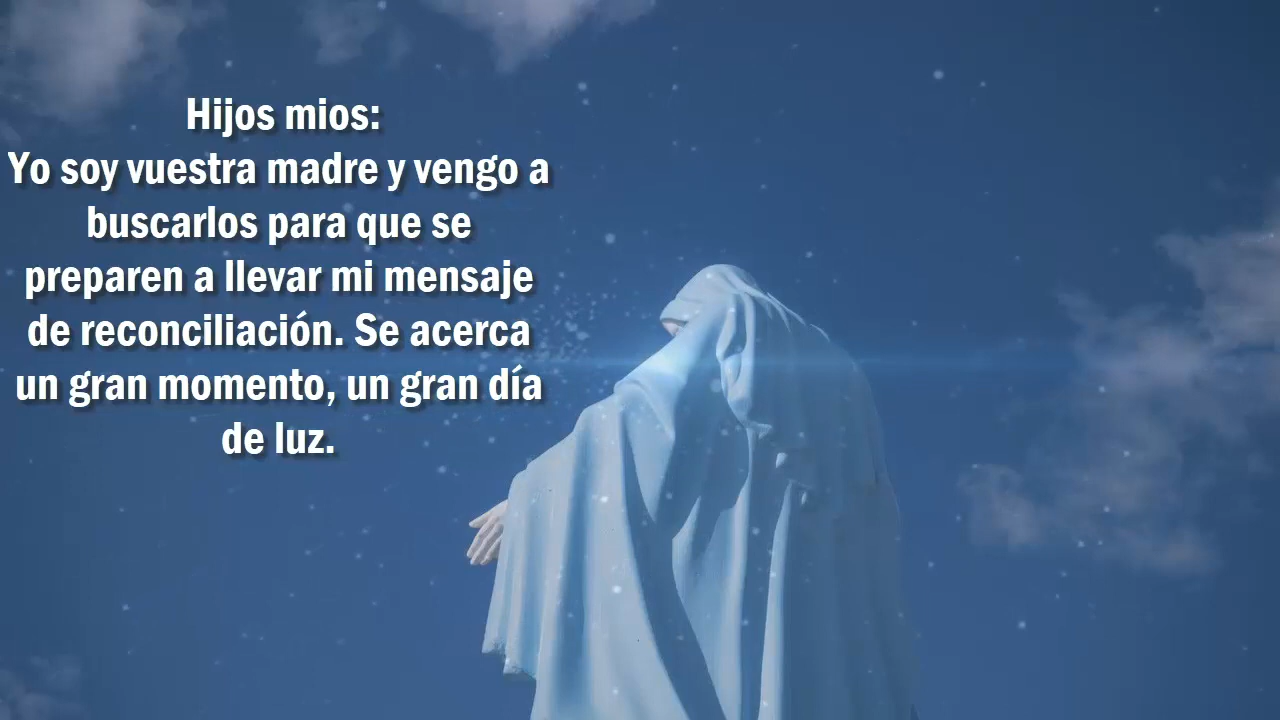 Hijos mios:
Yo soy vuestra madre y vengo a
buscarlos para que se
preparen a llevar mi mensaje
de reconciliación. Se acerca
un gran momento, un gran día
de luz.